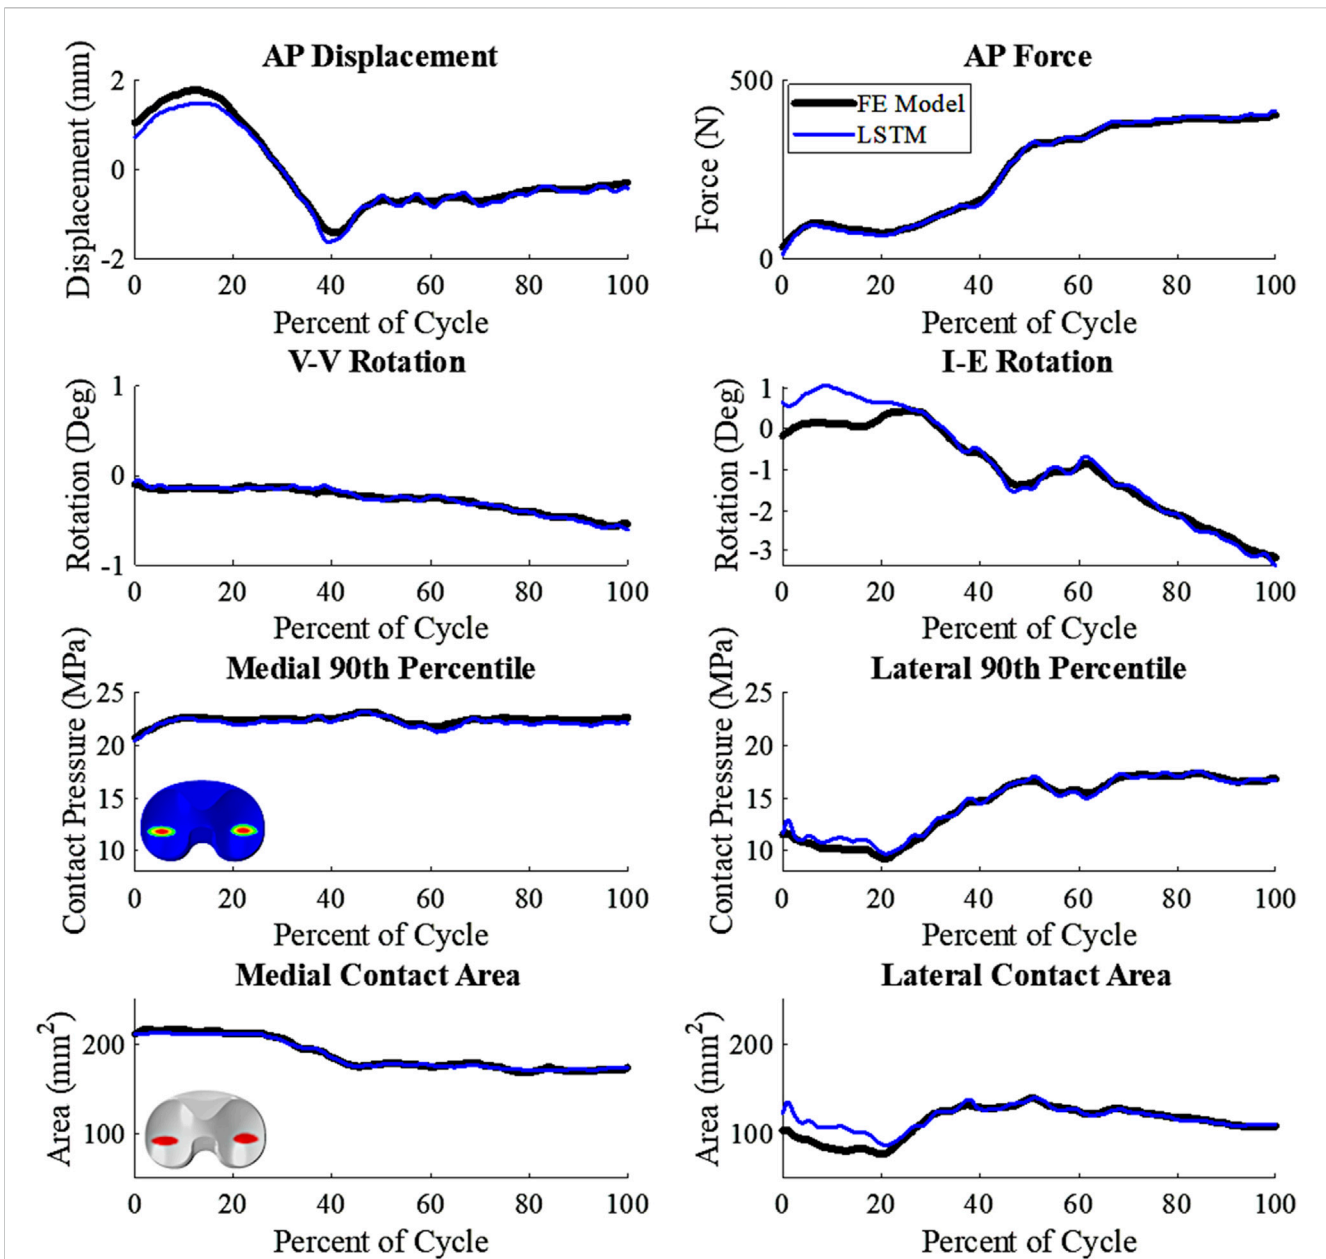 AP Displacement
Displacement (mm)
2
0
-2
0 20 40 60 80 100
Percent of Cycle
AP Force
Force (N)
500
0
FE Model
LSTM
0 20 40 60 80 100
Percent of Cycle
V-V Rotation
Rotation (Deg)
1
0
-1
0 20 40 60 80 100
Percent of Cycle
I-E Rotation
Rotation (Deg)
1
0
-1
-2
-3
0 20 40 60 80 100
Percent of Cycle
Medial 90th Percentile
Contact Pressure (MPa)
25
20
15
10
0 20 40 60 80 100
Percent of Cycle
Lateral 90th Percentile
Contact Pressure (MPa)
25
20
15
10
0 20 40 60 80 100
Percent of Cycle
Medial Contact Area
Area (mm²)
200
100
0 20 40 60 80 100
Percent of Cycle
Lateral Contact Area
Area (mm²)
200
100
0 20 40 60 80 100
Percent of Cycle